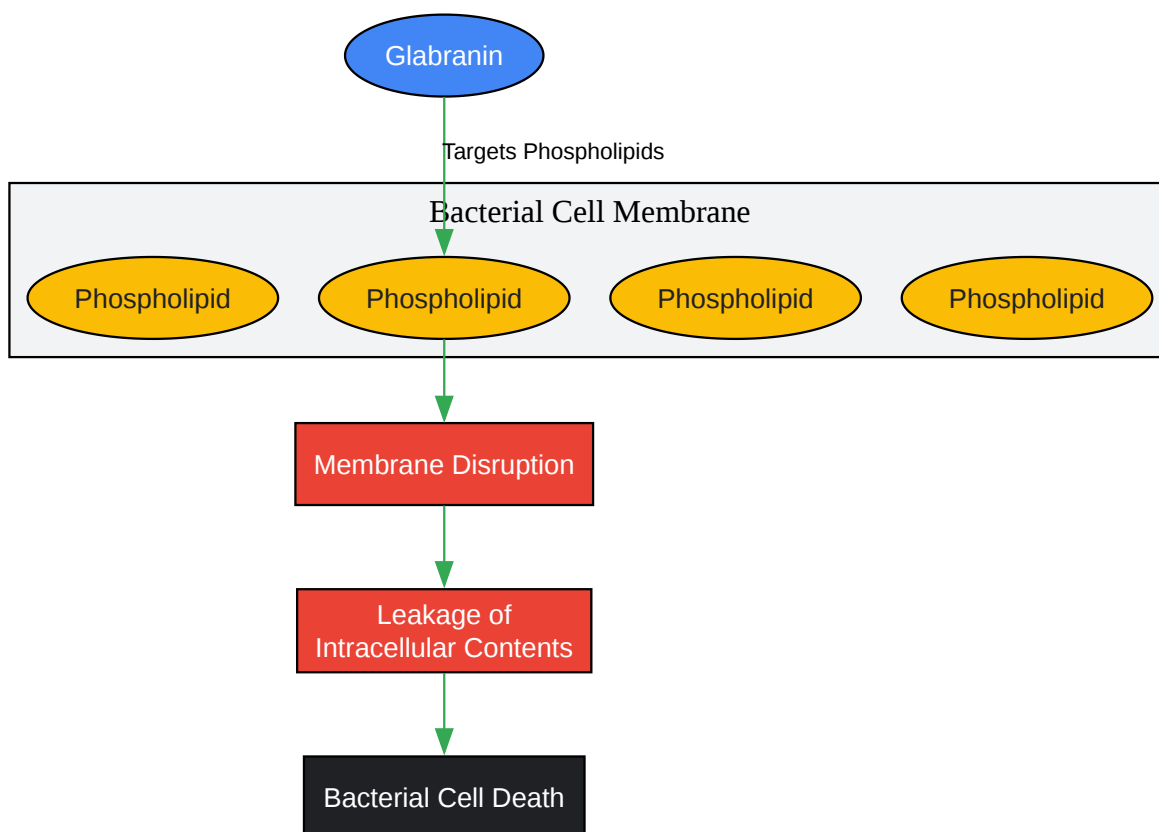 Glabranin
Targets Phospholipids
Bacterial Cell Membrane
Phospholipid Phospholipid Phospholipid Phospholipid
Membrane Disruption
Leakage of
Intracellular Contents
Bacterial Cell Death